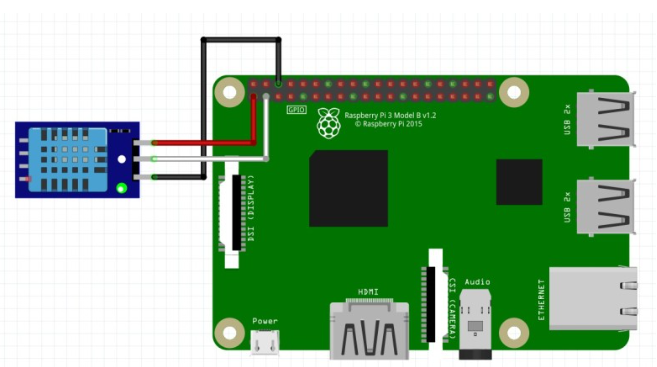 GPIO
Raspberry Pi 3 Model B v1.2
© Raspberry Pi 2015
USB 2x
DSI (DISPLAY)
USB 2x
HDMI
CSI (CAMERA)
Audio
ETHERNET
Power